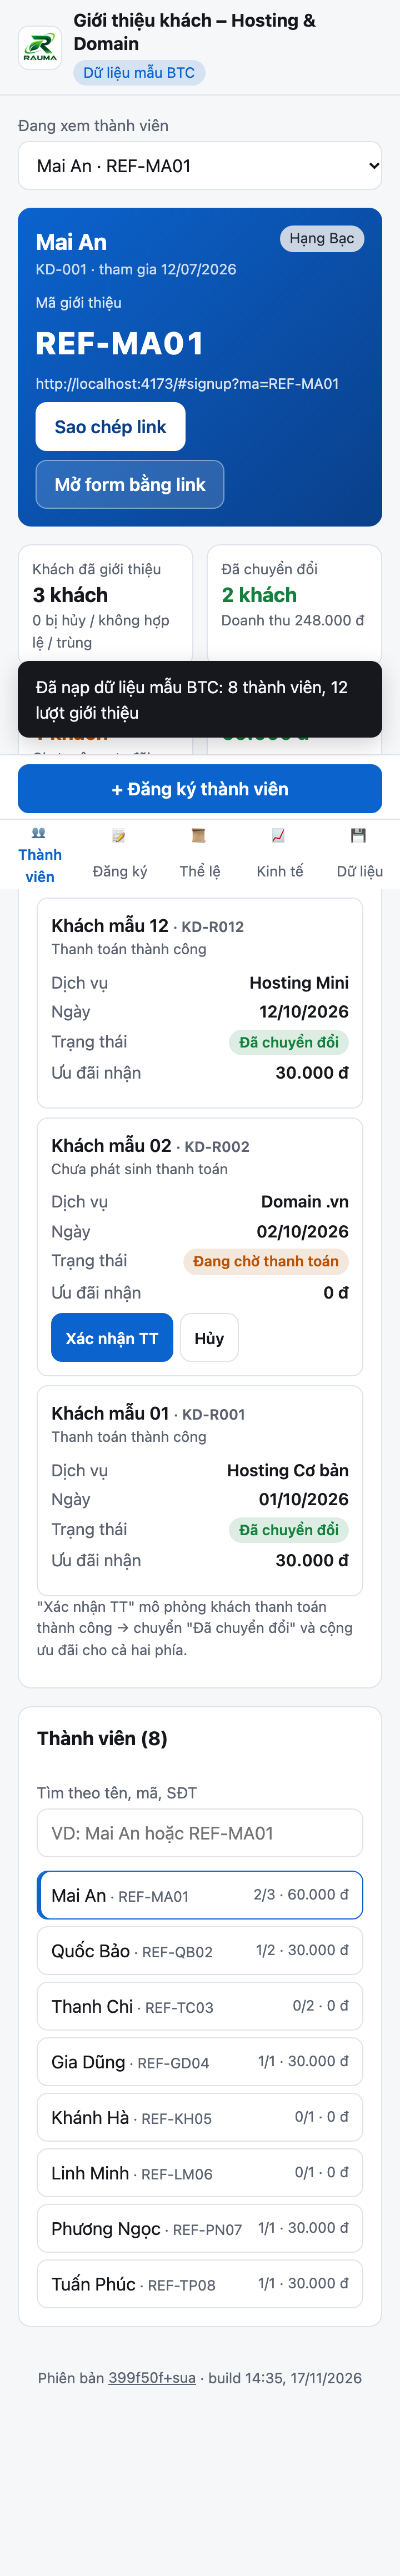 RAUMA
Giới thiệu khách – Hosting &
Domain
Dữ liệu mẫu BTC
Đang xem thành viên
Mai An · REF-MA01
Mai An
Hạng Bạc
KD-001 · tham gia 12/07/2026
Mã giới thiệu
REF-MA01
http://localhost:4173/#signup?ma=REF-MA01
Sao chép link
Mở form bằng link
Khách đã giới thiệu
3 khách
0 bị hủy / không hợp
lệ / trùng
Đã chuyển đổi
2 khách
Doanh thu 248.000 đ
Đã nạp dữ liệu mẫu BTC: 8 thành viên, 12
lượt giới thiệu
+ Đăng ký thành viên
Thành
viên
Đăng ký
Thể lệ
Kinh tế
Dữ liệu
Khách mẫu 12 · KD-R012
Thanh toán thành công
Dịch vụ Hosting Mini
Ngày 12/10/2026
Trạng thái Đã chuyển đổi
Ưu đãi nhận 30.000 đ
Khách mẫu 02 · KD-R002
Chưa phát sinh thanh toán
Dịch vụ Domain .vn
Ngày 02/10/2026
Trạng thái Đang chờ thanh toán
Ưu đãi nhận 0 đ
Xác nhận TT Hủy
Khách mẫu 01 · KD-R001
Thanh toán thành công
Dịch vụ Hosting Cơ bản
Ngày 01/10/2026
Trạng thái Đã chuyển đổi
Ưu đãi nhận 30.000 đ
"Xác nhận TT" mô phỏng khách thanh toán
thành công → chuyển "Đã chuyển đổi" và cộng
ưu đãi cho cả hai phía.
Thành viên (8)
Tìm theo tên, mã, SĐT
VD: Mai An hoặc REF-MA01
Mai An · REF-MA01 2/3 · 60.000 đ
Quốc Bảo · REF-QB02 1/2 · 30.000 đ
Thanh Chi · REF-TC03 0/2 · 0 đ
Gia Dũng · REF-GD04 1/1 · 30.000 đ
Khánh Hà · REF-KH05 0/1 · 0 đ
Linh Minh · REF-LM06 0/1 · 0 đ
Phương Ngọc · REF-PN07 1/1 · 30.000 đ
Tuấn Phúc · REF-TP08 1/1 · 30.000 đ
Phiên bản 399f50f+sua · build 14:35, 17/11/2026